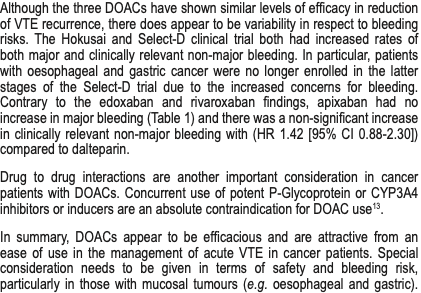 Although the three DOACs have shown similar levels of efficacy in reduction
of VTE recurrence, there does appear to be variability in respect to bleeding
risks. The Hokusai and Select-D clinical trial both had increased rates of
both major and clinically relevant non-major bleeding. In particular, patients
with oesophageal and gastric cancer were no longer enrolled in the latter
stages of the Select-D trial due to the increased concerns for bleeding.
Contrary to the edoxaban and rivaroxaban findings, apixaban had no
increase in major bleeding (Table 1) and there was a non-significant increase
in clinically relevant non-major bleeding with (HR 1.42 [95% CI 0.88-2.30])
compared to dalteparin.
Drug to drug interactions are another important consideration in cancer
patients with DOACs. Concurrent use of potent P-Glycoprotein or CYP3A4
inhibitors or inducers are an absolute contraindication for DOAC use¹³.
In summary, DOACs appear to be efficacious and are attractive from an
ease of use in the management of acute VTE in cancer patients. Special
consideration needs to be given in terms of safety and bleeding risk,
particularly in those with mucosal tumours (e.g. oesophageal and gastric).